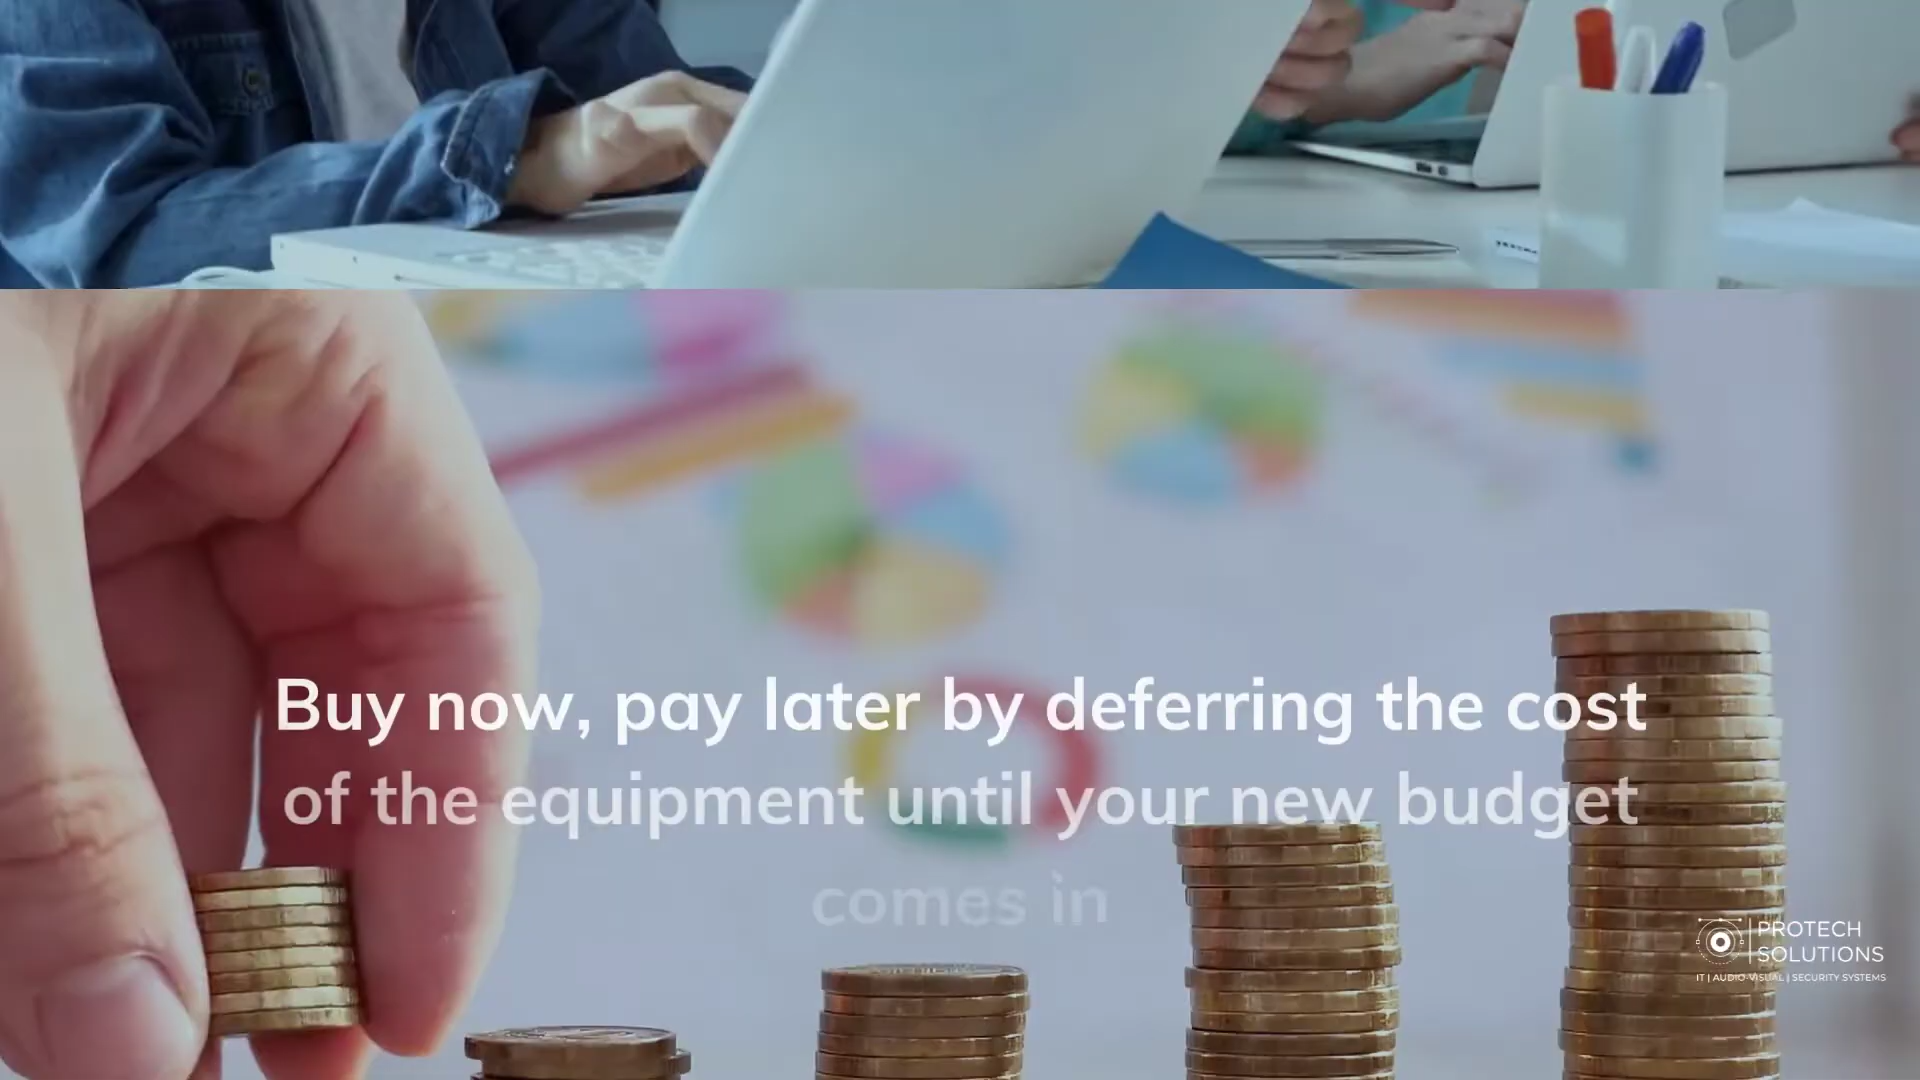 Buy now, pay later by deferring the cost
of the equipment until your new budget
comes in
PROTECH
SOLUTIONS
IT | AUDIO-VISUAL | SECURITY SYSTEMS